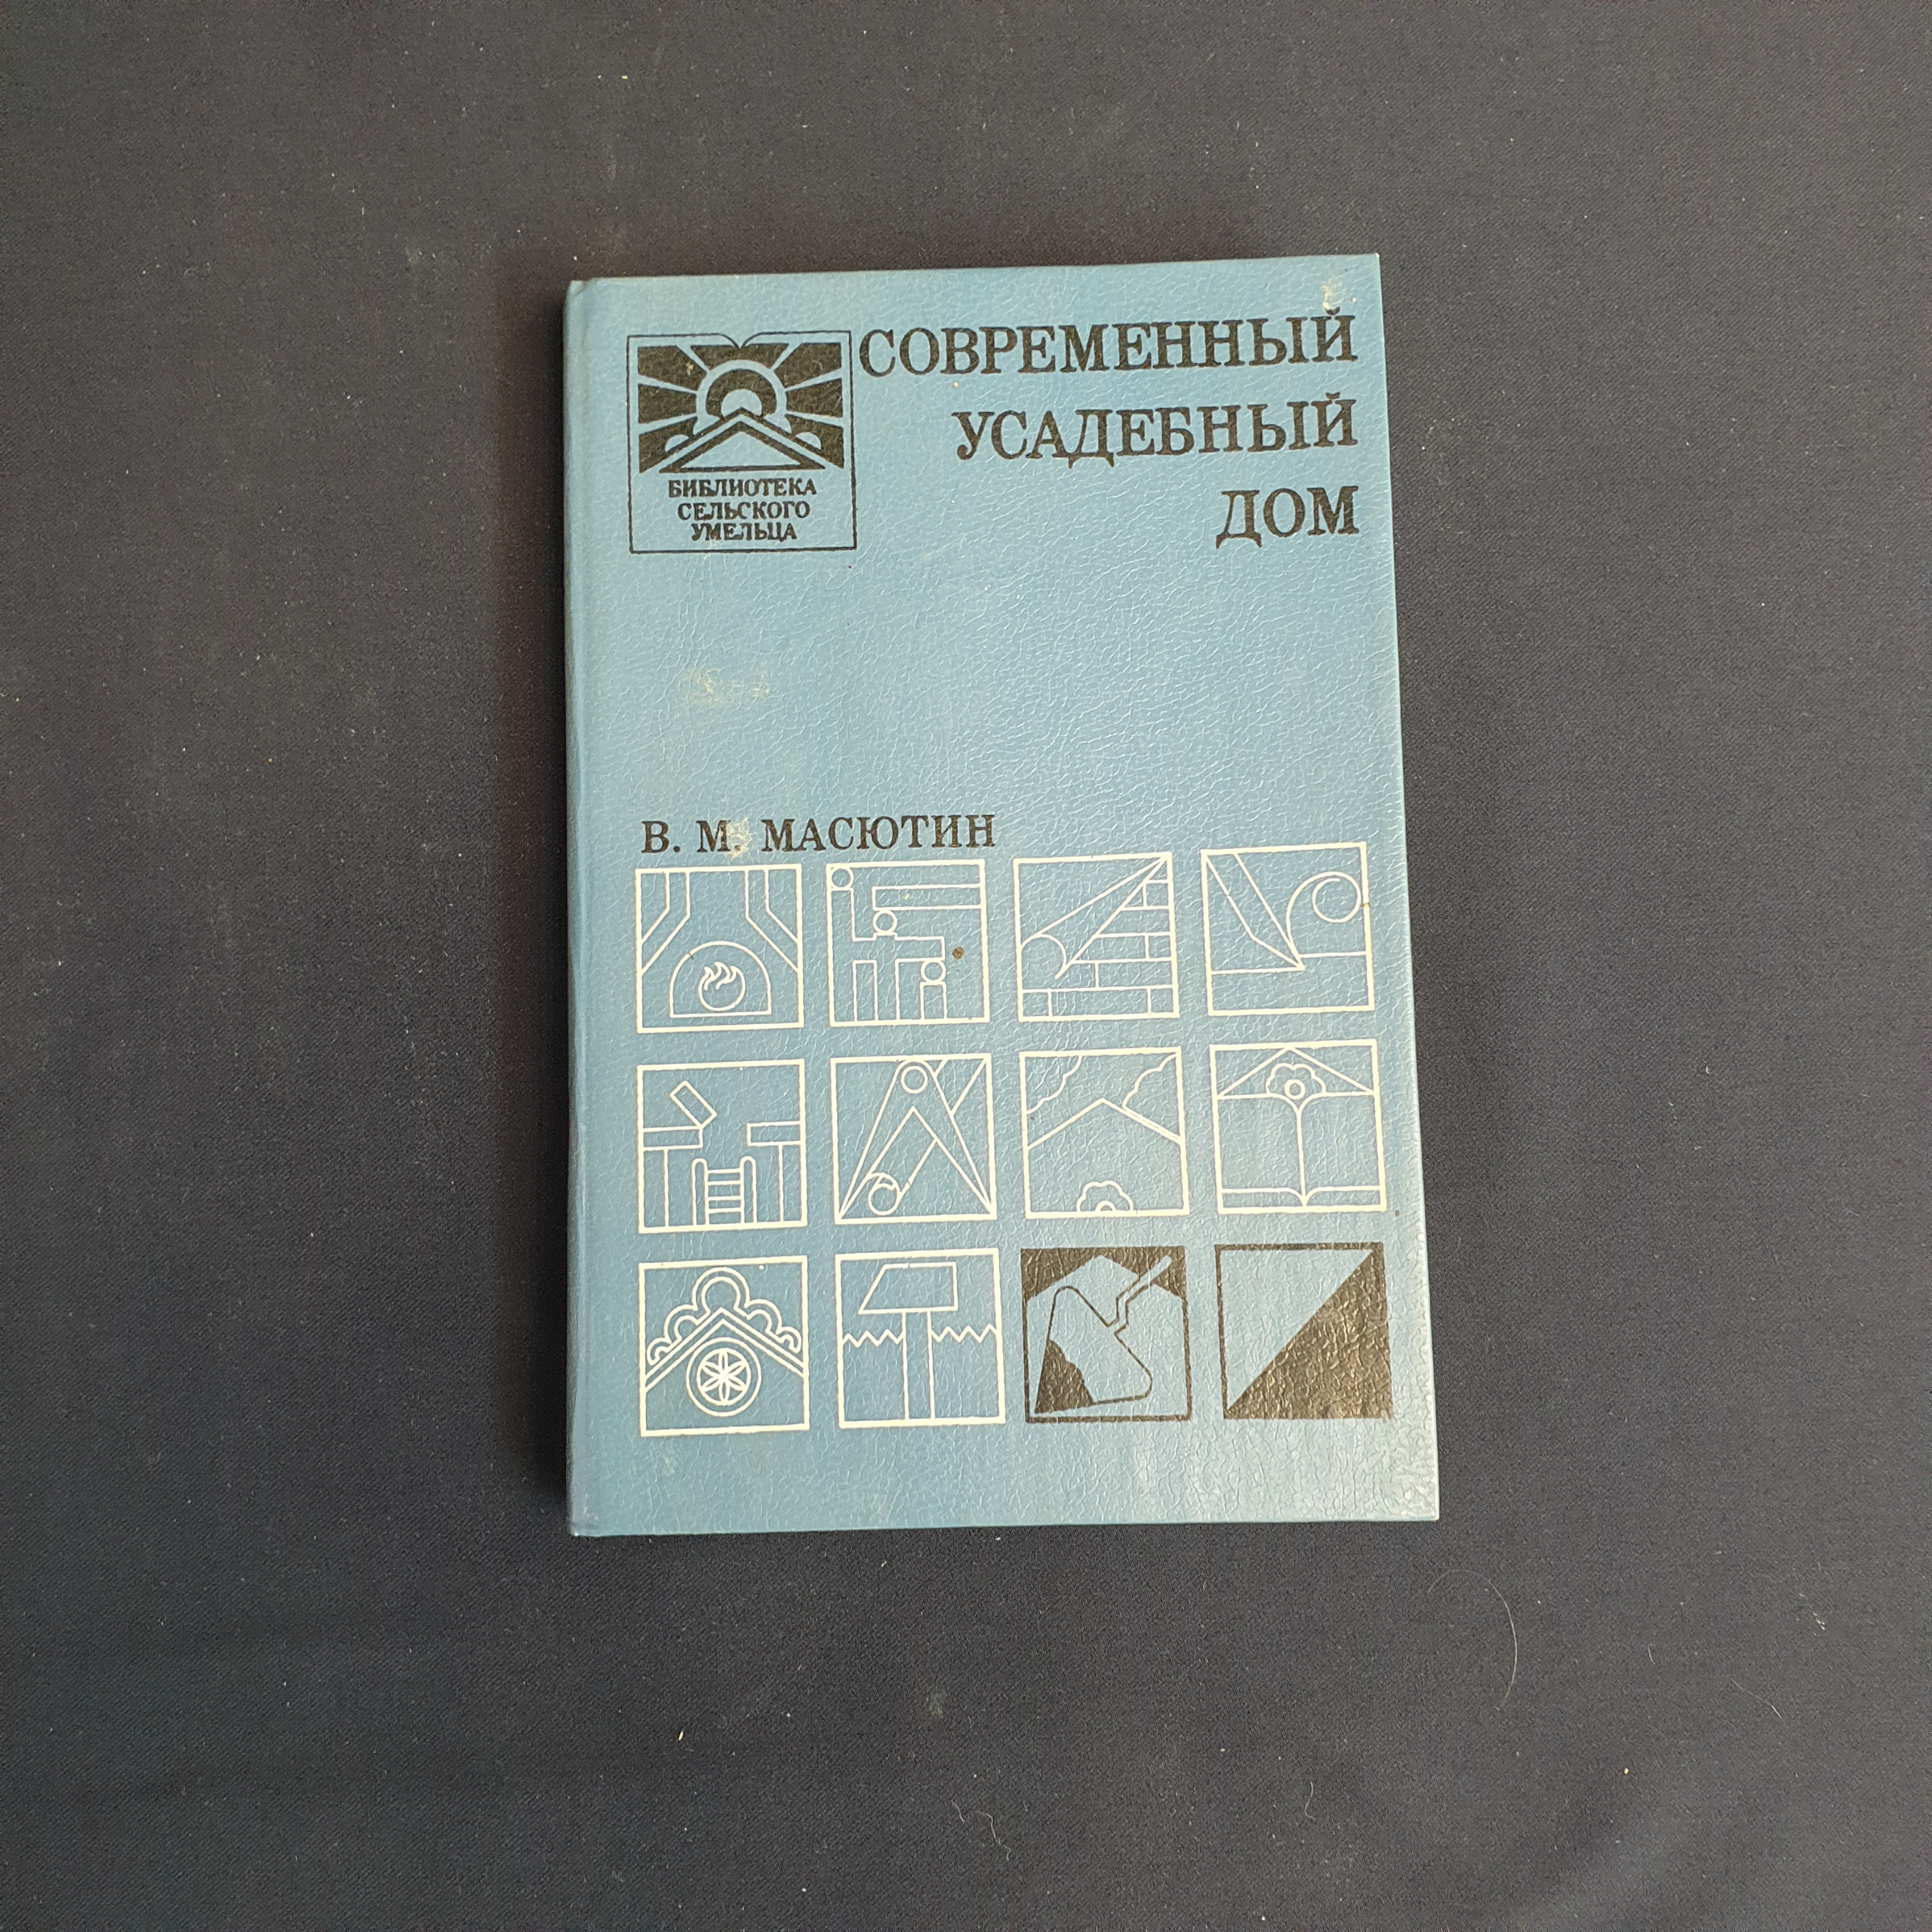 СОВРЕМЕННЫЙ
УСАДЕБНЫЙ
ДОМ
БИБЛИОТЕКА
СЕЛЬСКОГО
УМЕЛЬЦА
В. М. МАСЮТИН